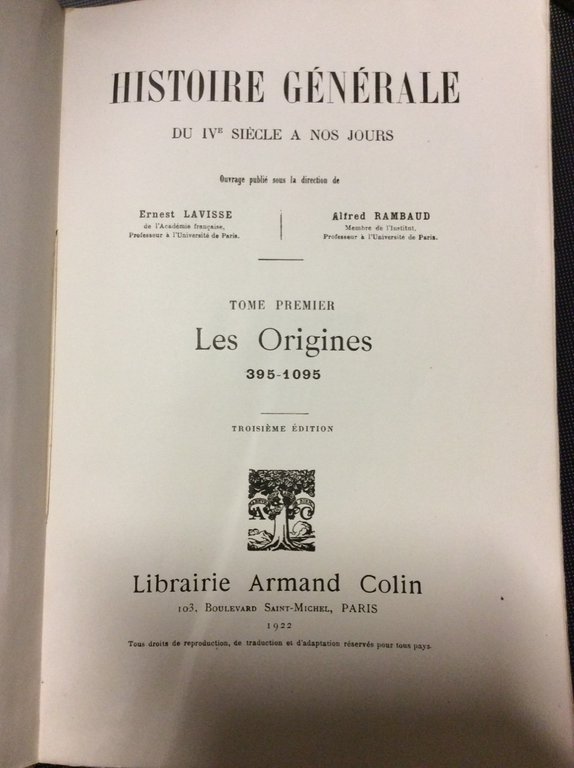 HISTOIRE GÉNÉRALE
DU IVE SIÈCLE A NOS JOURS
Ouvrage publié sous la direction de
Ernest LAVISSE
de l'Académie française,
Professeur à l'Université de Paris.
Alfred RAMBAUD
Membre de l'Institut,
Professeur à l'Université de Paris.
TOME PREMIER
Les Origines
395-1095
TROISIÈME ÉDITION
A C
Librairie Armand Colin
103, BOULEVARD SAINT-MICHEL, PARIS
1922
Tous droits de reproduction, de traduction et d'adaptation réservés pour tous pays.